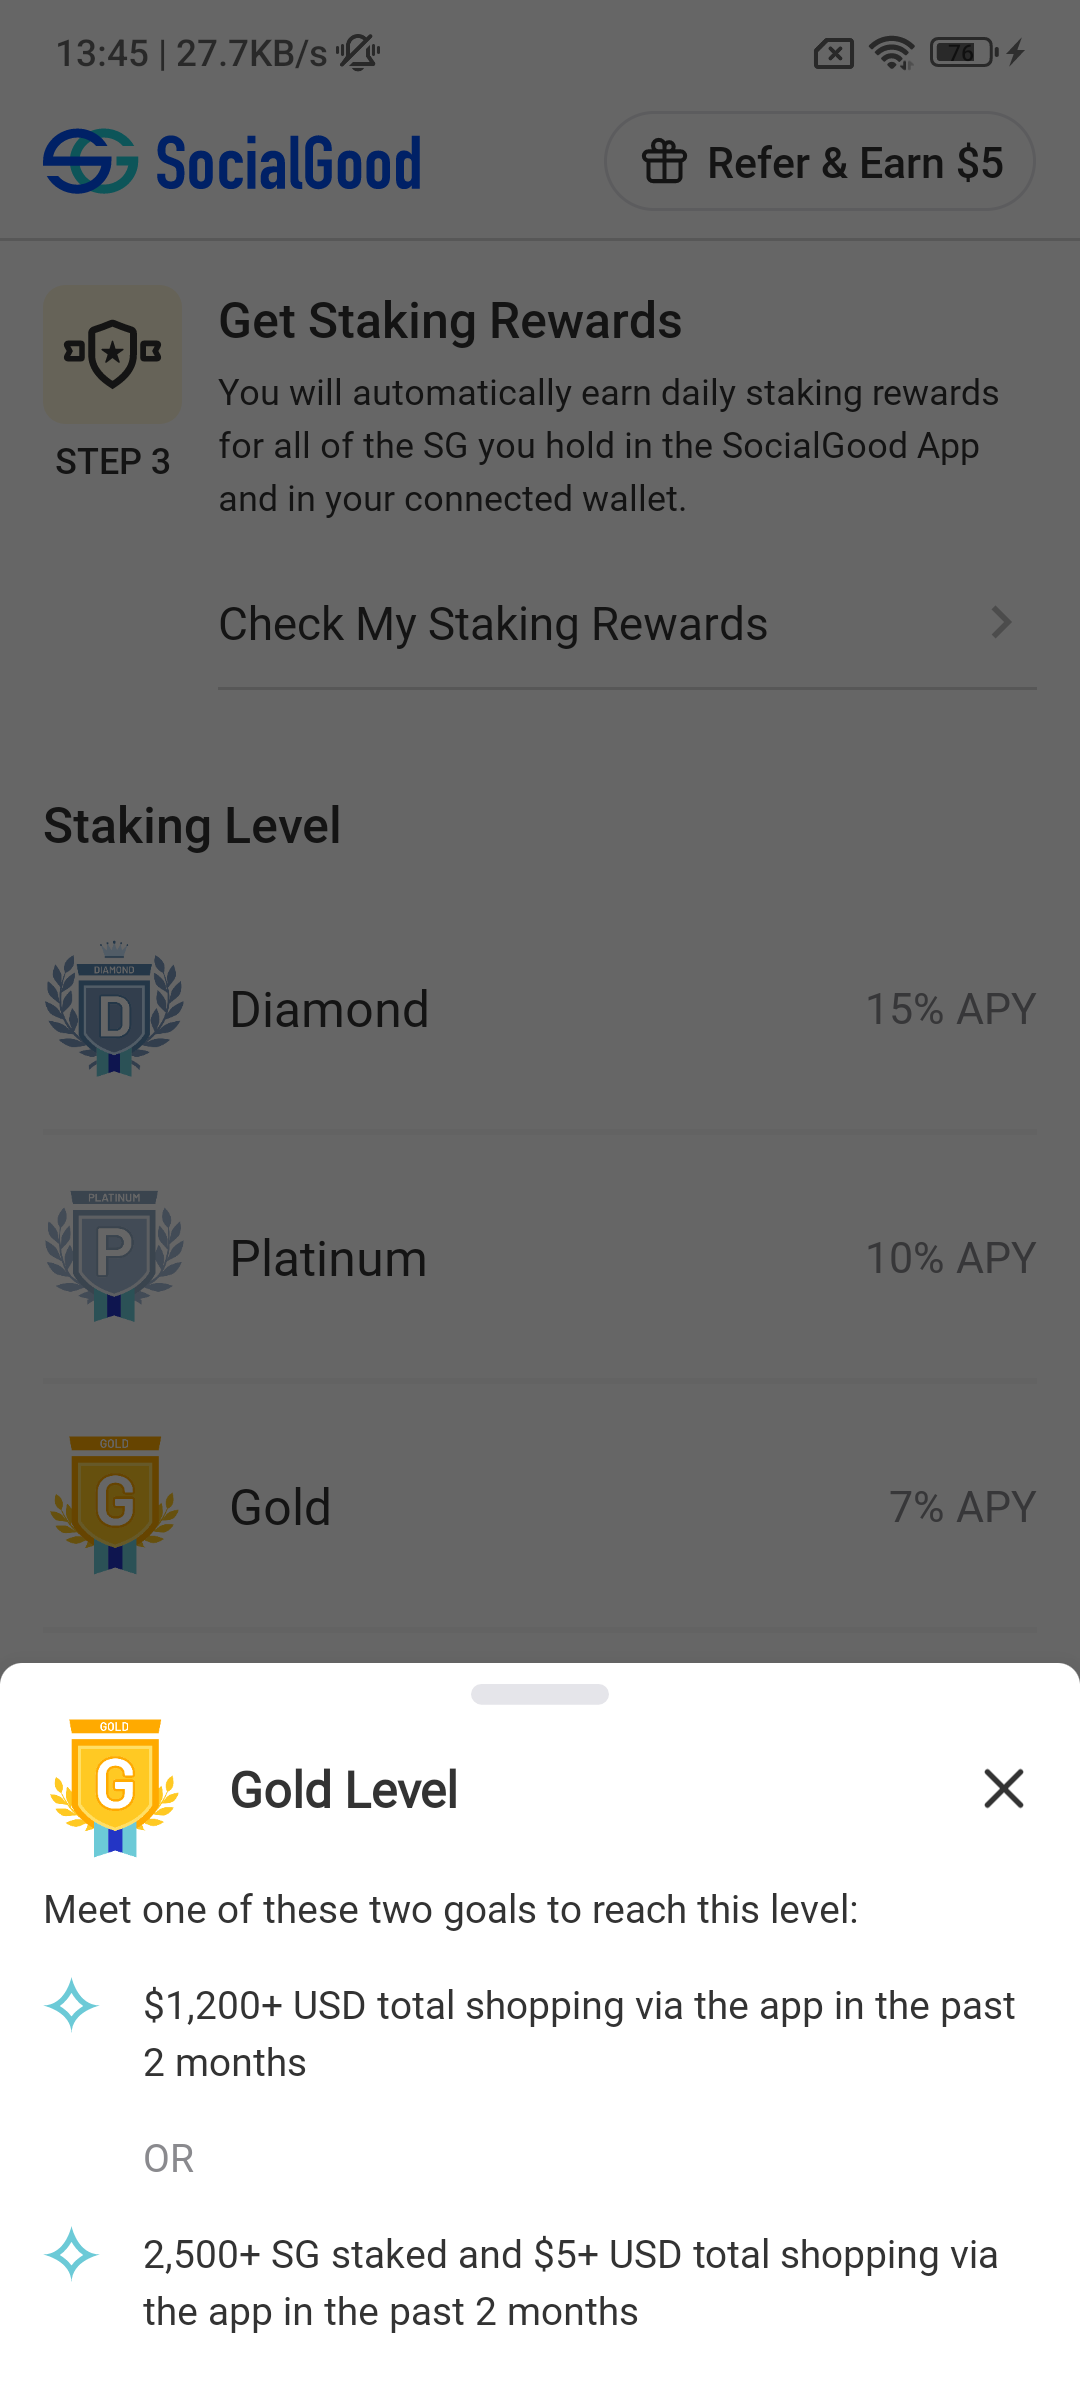 13:45 | 27.7KB/s
76
SocialGood
Refer & Earn $5
Get Staking Rewards
You will automatically earn daily staking rewards
for all of the SG you hold in the SocialGood App
and in your connected wallet.
STEP 3
Check My Staking Rewards
Staking Level
DIAMOND
D
Diamond
15% APY
PLATINUM
P
Platinum
10% APY
GOLD
G
Gold
7% APY
GOLD
G
Gold Level
Meet one of these two goals to reach this level:
$1,200+ USD total shopping via the app in the past
2 months
OR
2,500+ SG staked and $5+ USD total shopping via
the app in the past 2 months